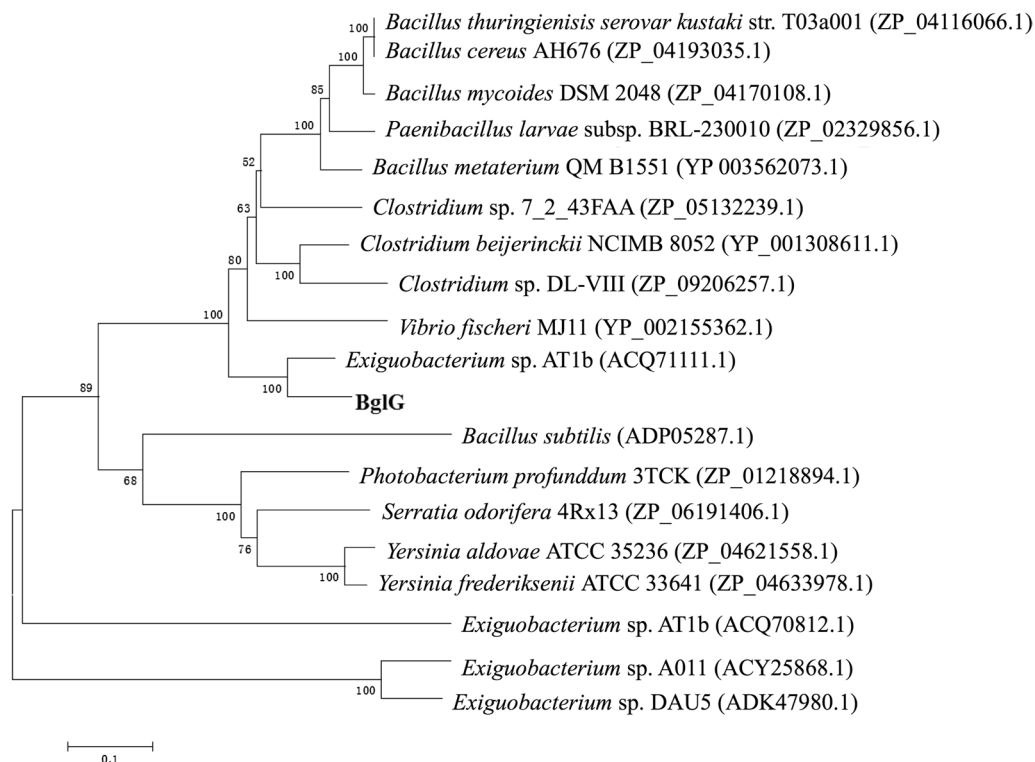 Bacillus thuringienisis serovar kustaki str. T03a001 (ZP_04116066.1)
100
Bacillus cereus AH676 (ZP_04193035.1)
100
85
Bacillus mycoides DSM 2048 (ZP_04170108.1)
100
Paenibacillus larvae subsp. BRL-230010 (ZP_02329856.1)
52
Bacillus metaterium QM B1551 (YP 003562073.1)
63
Clostridium sp. 7_2_43FAA (ZP_05132239.1)
Clostridium beijerinckii NCIMB 8052 (YP_001308611.1)
80
100
Clostridium sp. DL-VIII (ZP_09206257.1)
100
Vibrio fischeri MJ11 (YP_002155362.1)
Exiguobacterium sp. AT1b (ACQ71111.1)
89
100
BglG
Bacillus subtilis (ADP05287.1)
68
Photobacterium profunddum 3TCK (ZP_01218894.1)
100
Serratia odorifera 4Rx13 (ZP_06191406.1)
76
Yersinia aldovae ATCC 35236 (ZP_04621558.1)
100
Yersinia frederiksenii ATCC 33641 (ZP_04633978.1)
Exiguobacterium sp. AT1b (ACQ70812.1)
Exiguobacterium sp. A011 (ACY25868.1)
100
Exiguobacterium sp. DAU5 (ADK47980.1)
0.1